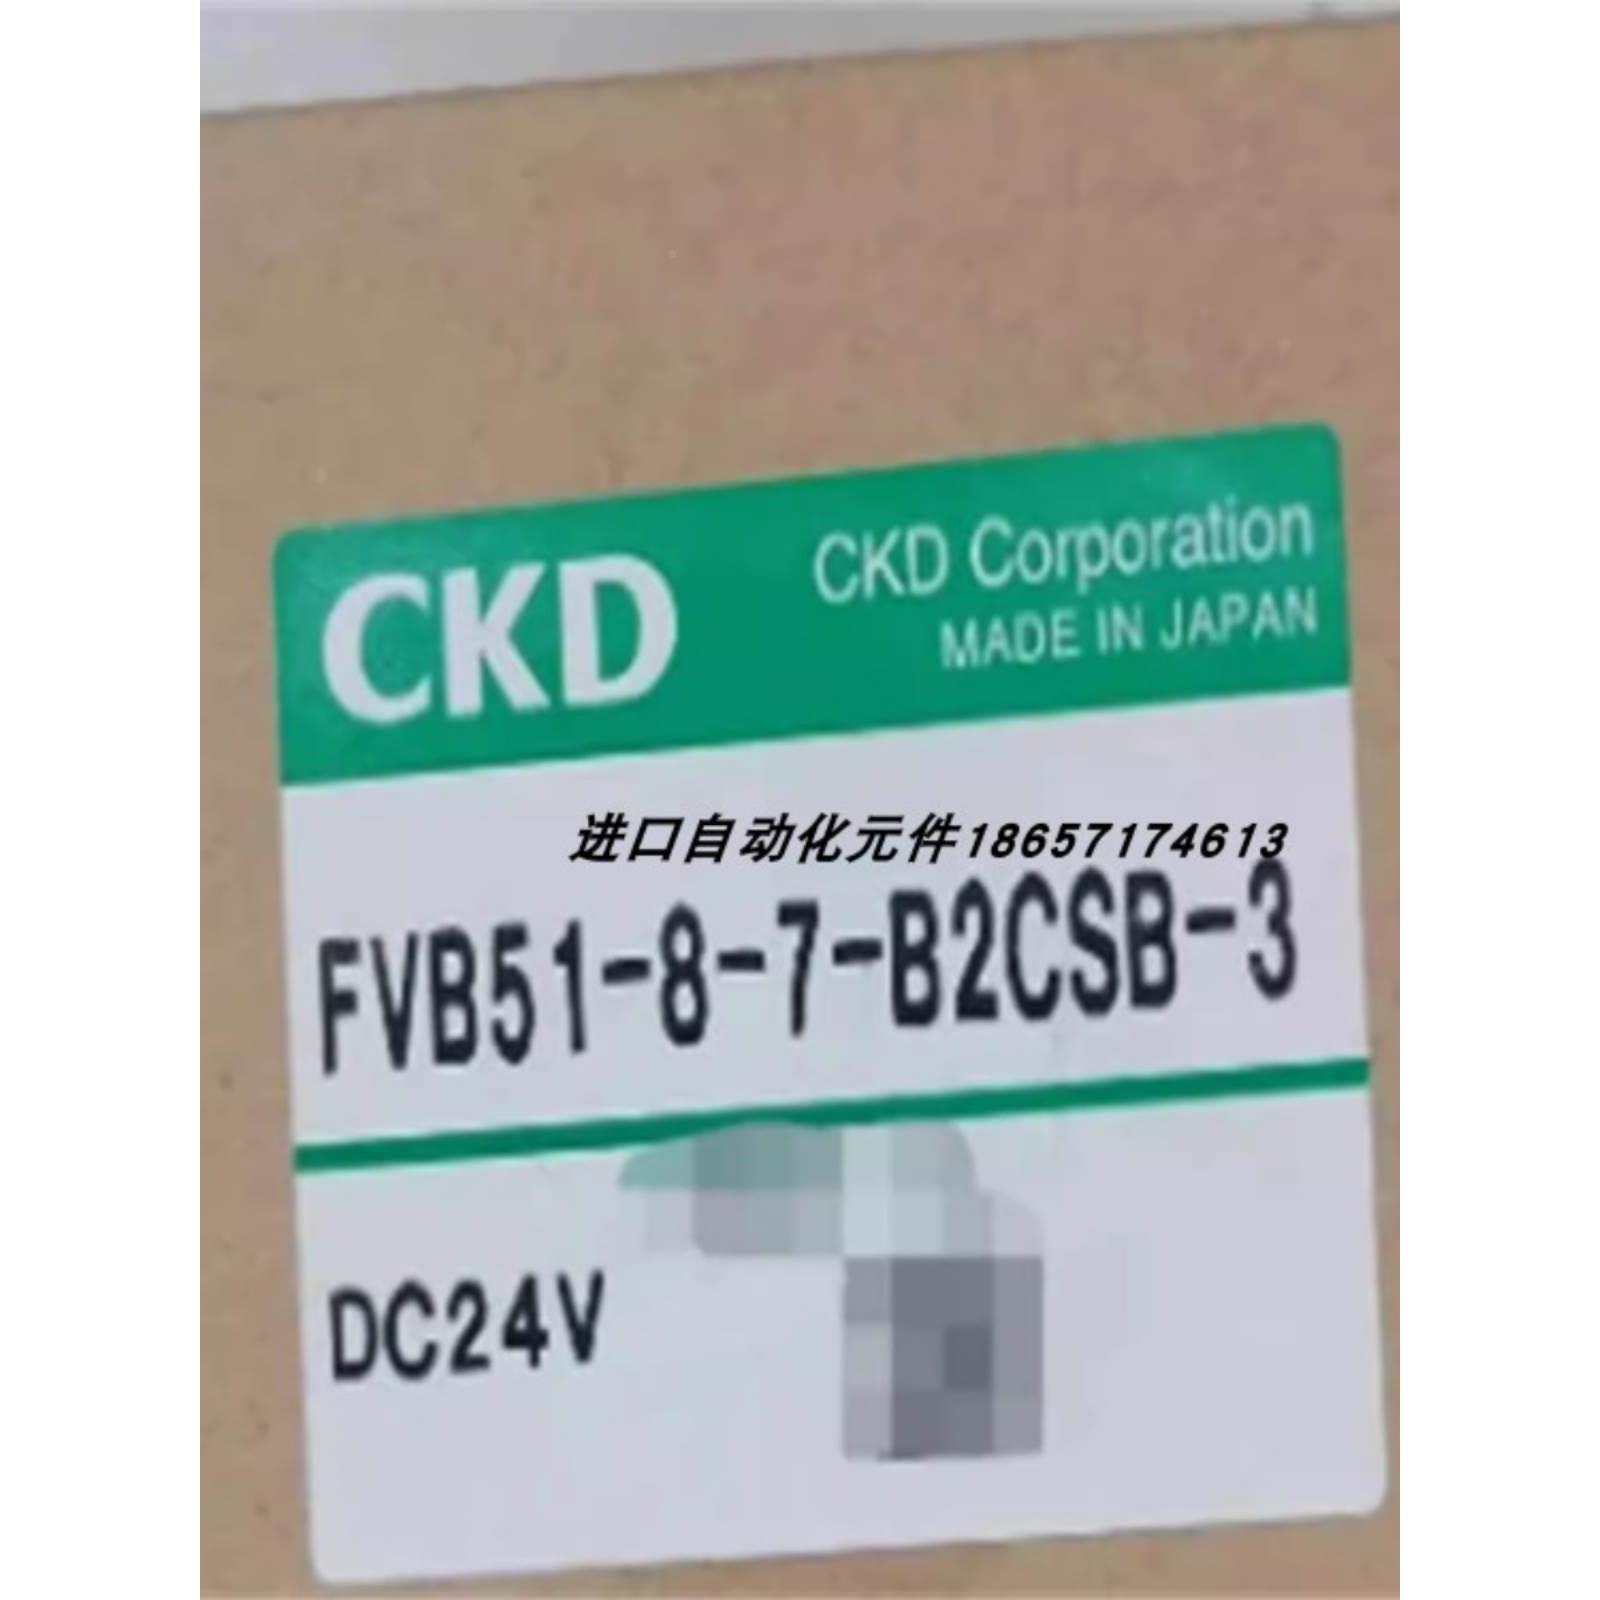 CKD
CKD Corporation
MADE IN JAPAN
进口自动化元件18657174613
FVB51-8-7-B2CSB-3
DC24V